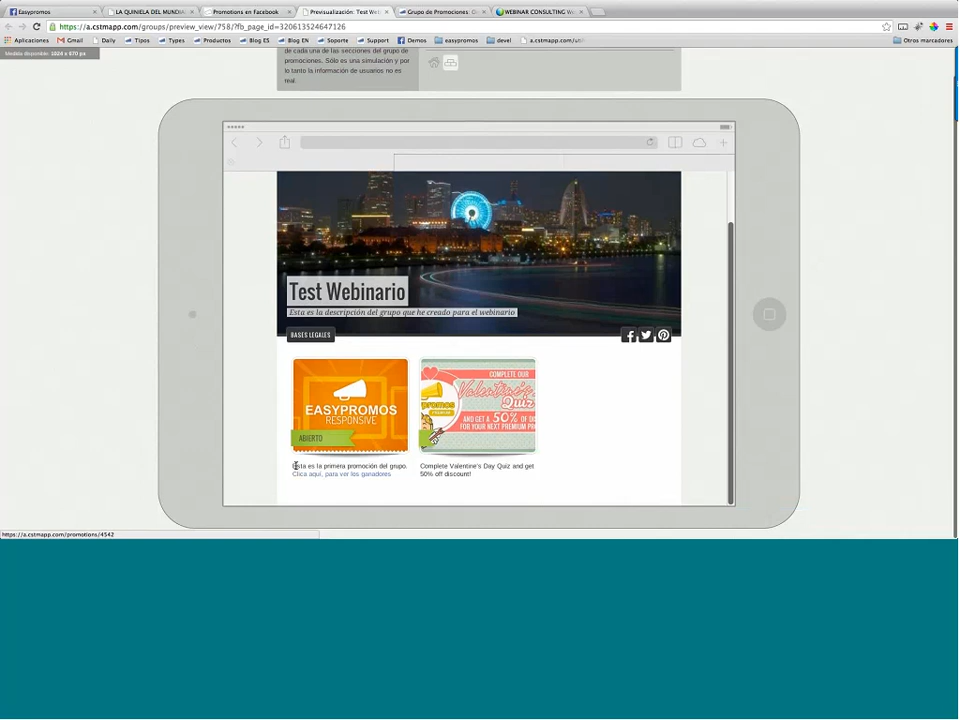 Easypromos
LA QUINIELA DEL MUNDIAL
Promotions en Facebook
Previsualización: Test Web
Grupo de Promociones:
WEBINAR CONSULTING W
https://a.cstmapp.com/groups/preview_view/758/?fb_page_id=320613524647126
Aplicaciones Gmail Daily Tipos Types Productos Blog ES Blog EN Soporte Support Demos easypromos devel a.cstmapp.com/uti Otros marcadores
Medida disponible: 1024 x 670 px
de cada una de las secciones del grupo de
promociones. Sólo es una simulación y por
lo tanto la información de usuarios no es
real.
Test Webinario
Esta es la descripción del grupo que he creado para el webinario
BASES LEGALES
EASYPROMOS
RESPONSIVE
ABIERTO
COMPLETE OUR
Valentine's
Quiz
AND GET A 50% OF DI
FOR YOUR NEXT PREMIUM PR
Esta es la primera promoción del grupo.
Clica aquí, para ver los ganadores
Complete Valentine's Day Quiz and get
50% off discount!
https://a.cstmapp.com/promotions/4542